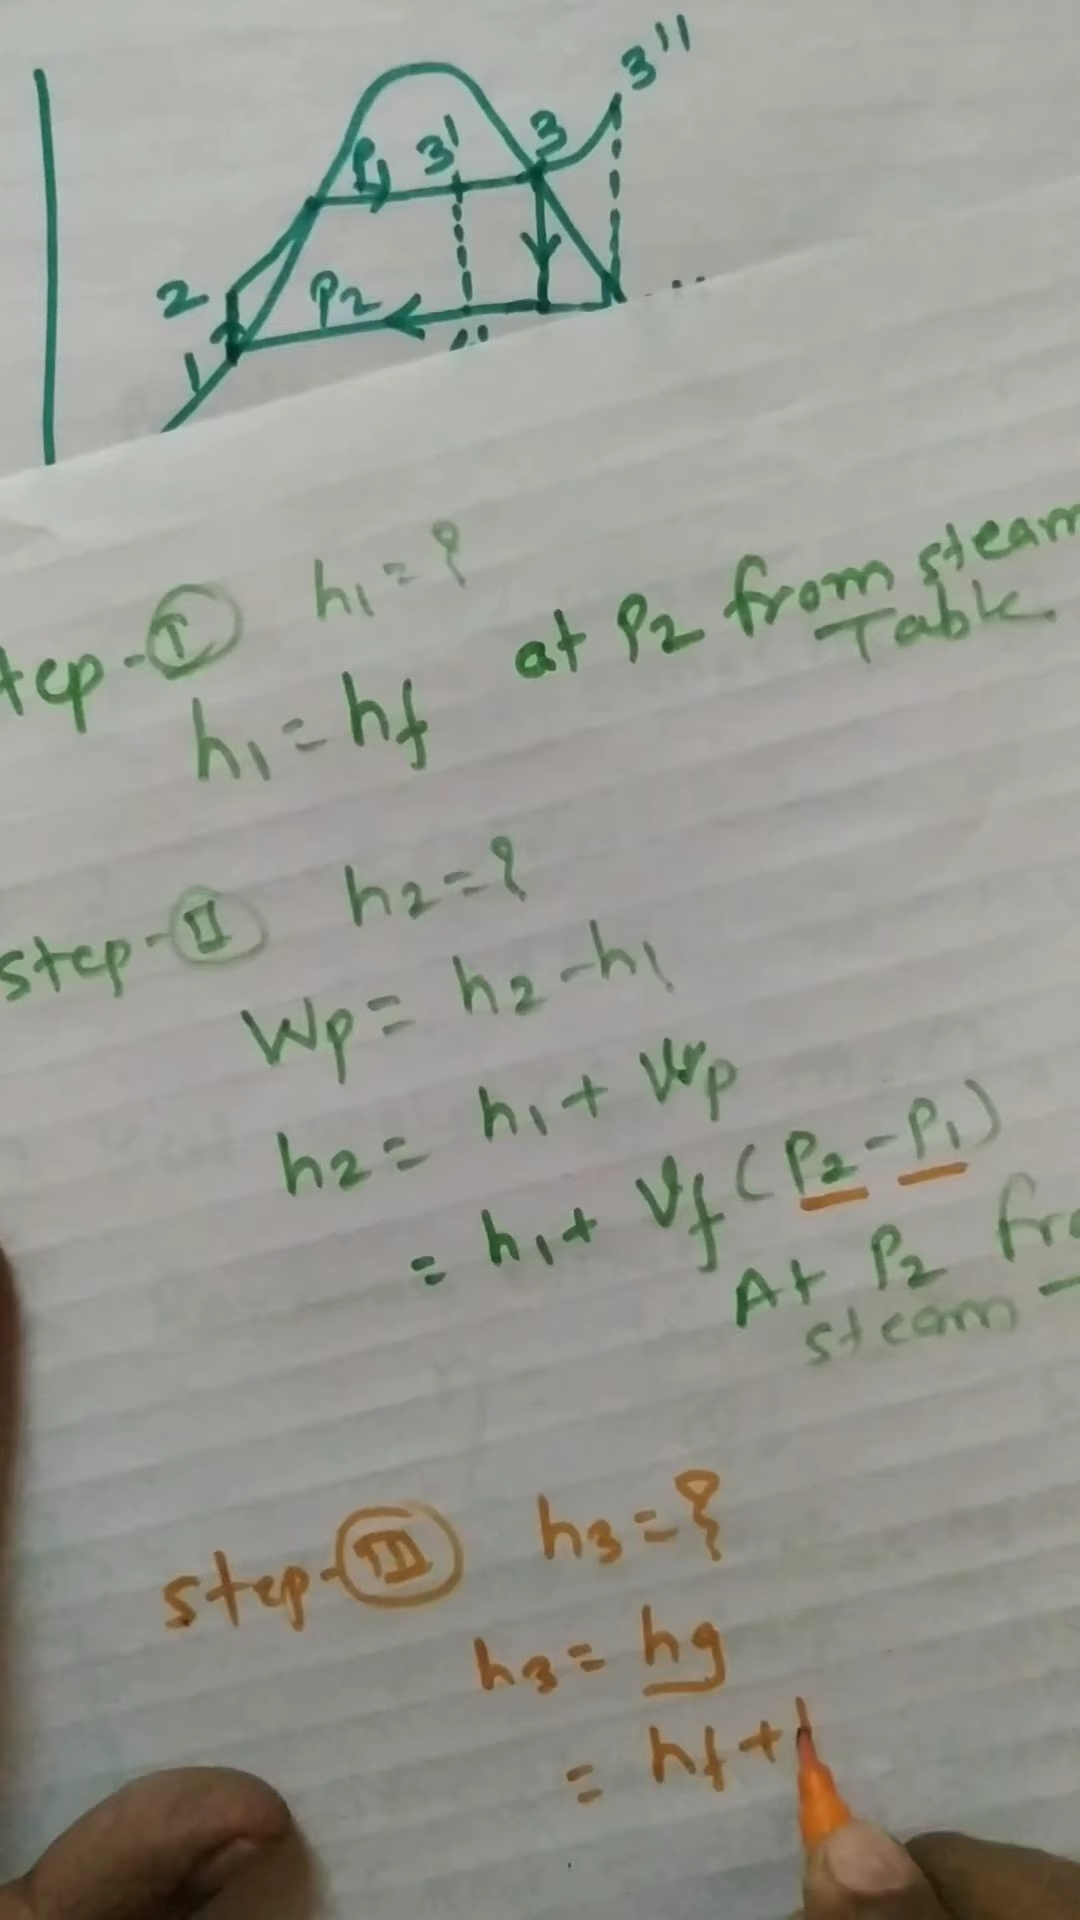 3''
3
P1 3'
2 P2
1
step-I h1=?
at P2 from steam
Table
h1=hf
step-II h2=?
Wp= h2-h1
h2= h1+Wp
= h1+ Vf (P2-P1)
At P2
steam
step-III h3=?
h3=hg
= hf+